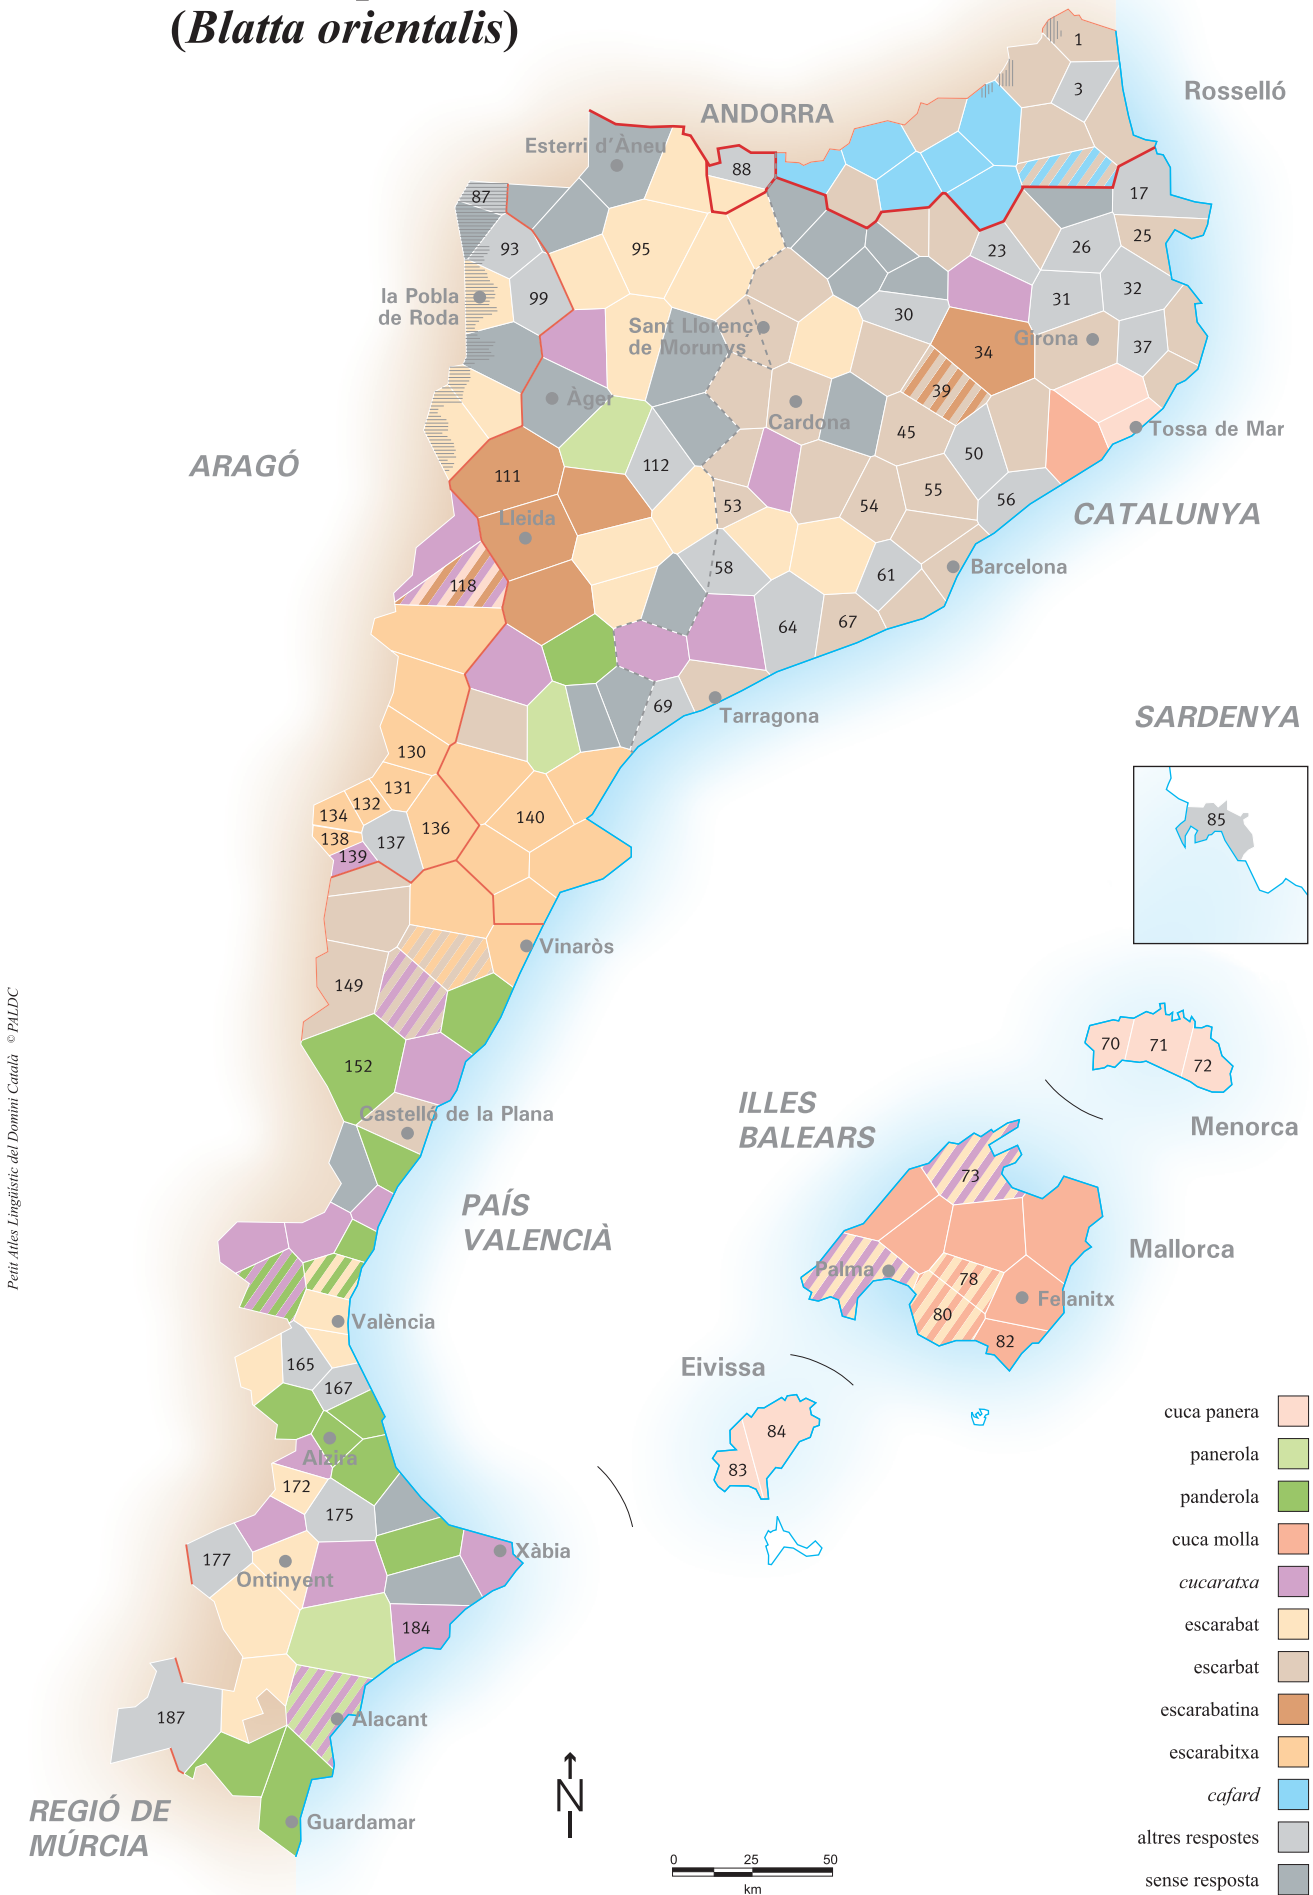 (Blatta orientalis)
1
Rosselló
3
ANDORRA
Esterri d'Àneu
88
87
17
95
93
23
26
25
la Pobla
de Roda
99
30
31
32
Sant Llorenç
de Morunys
34
Girona
37
Àger
39
Cardona
45
Tossa de Mar
ARAGÓ
50
111
112
53
54
55
56
CATALUNYA
Lleida
58
61
Barcelona
118
64
67
69
Tarragona
SARDENYA
130
131
132
134
136
140
85
138
137
139
Vinaròs
149
Petit Atles Lingüístic del Domini Català © PALDC
70
71
72
152
ILLES
BALEARS
Castelló de la Plana
Menorca
73
PAÍS
VALENCIÀ
Mallorca
Palma
78
Felanitx
80
València
82
165
Eivissa
167
84
cuca panera
Alzira
83
panerola
172
panderola
175
cuca molla
177
Xàbia
Ontinyent
cucaratxa
184
escarabat
escarbat
187
Alacant
escarabatina
escarabitxa
N
cafard
REGIÓ DE
MÚRCIA
Guardamar
altres respostes
0 25 50
km
sense resposta